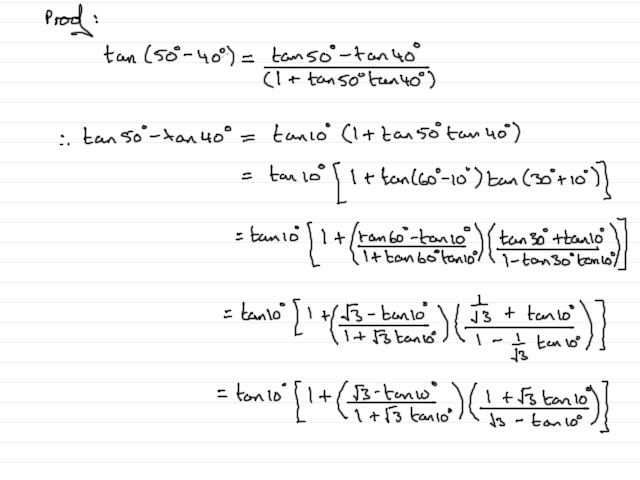 Proof:
tan (50° - 40°) = (tan 50° - tan 40°) / (1 + tan 50° tan 40°)
∴ tan 50° - tan 40° = tan 10° (1 + tan 50° tan 40°)
= tan 10° [1 + tan(60° - 10°) tan (30° + 10°)]
= tan 10° [1 + ((tan 60° - tan 10°) / (1 + tan 60° tan 10°)) ((tan 30° + tan 10°) / (1 - tan 30° tan 10°))]
= tan 10° [1 + ((√3 - tan 10°) / (1 + √3 tan 10°)) ((1/√3 + tan 10°) / (1 - 1/√3 tan 10°))]
= tan 10° [1 + ((√3 - tan 10°) / (1 + √3 tan 10°)) ((1 + √3 tan 10°) / (√3 - tan 10°))]